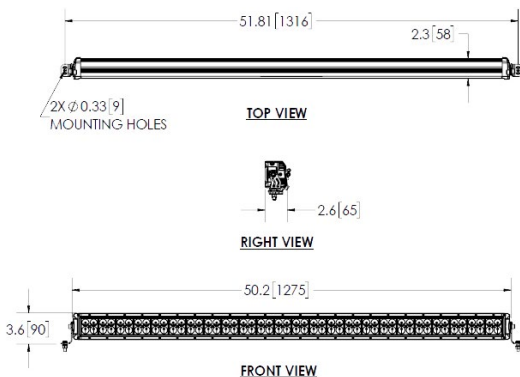 51.81[1316]
2.3[58]
2X Ø0.33[9]
MOUNTING HOLES
TOP VIEW
2.6[65]
RIGHT VIEW
50.2[1275]
3.6[90]
FRONT VIEW